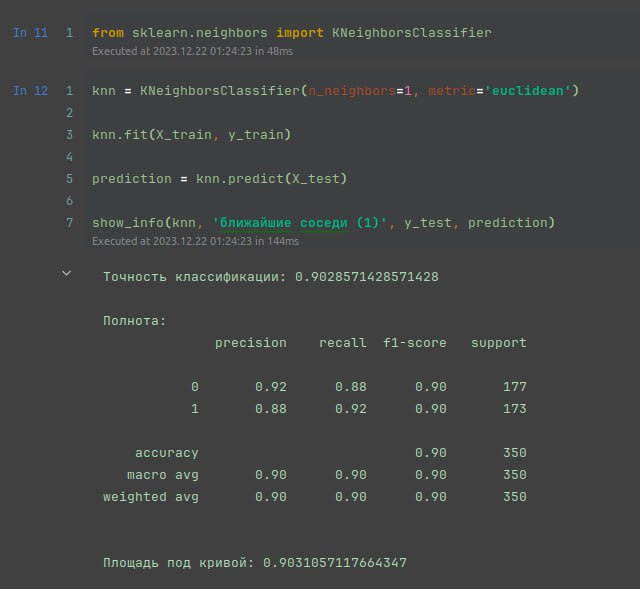 In 11 1 from sklearn.neighbors import KNeighborsClassifier
Executed at 2023.12.22 01:24:23 in 48ms
In 12 1 knn = KNeighborsClassifier(n_neighbors=1, metric='euclidean')
2
3 knn.fit(X_train, y_train)
4
5 prediction = knn.predict(X_test)
6
7 show_info(knn, 'ближайшие соседи (1)', y_test, prediction)
Executed at 2023.12.22 01:24:23 in 144ms
Точность классификации: 0.9028571428571428
Полнота:
precision recall f1-score support
0 0.92 0.88 0.90 177
1 0.88 0.92 0.90 173
accuracy 0.90 350
macro avg 0.90 0.90 0.90 350
weighted avg 0.90 0.90 0.90 350
Площадь под кривой: 0.9031057117664347